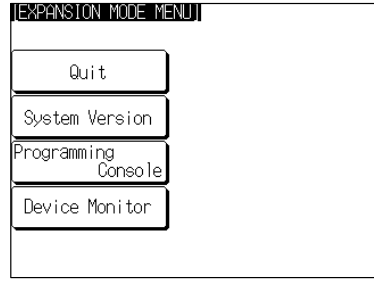 [EXPANSION MODE MENU]
Quit
System Version
Programming
Console
Device Monitor